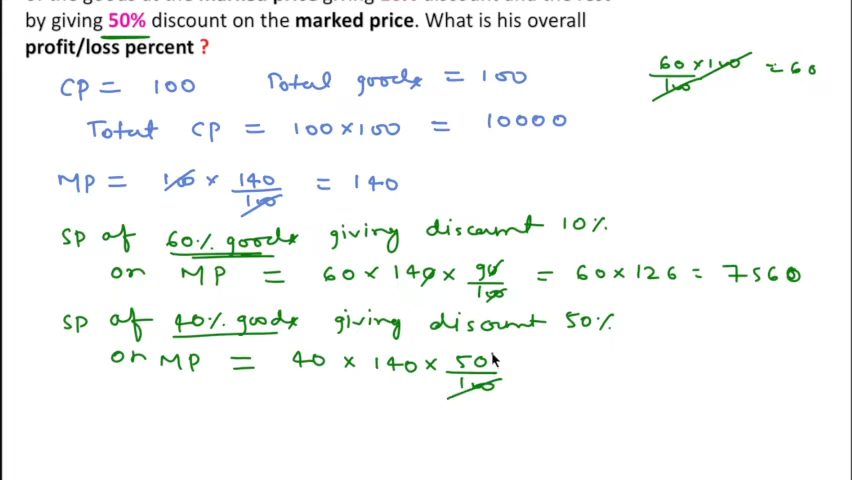 by giving 50% discount on the marked price. What is his overall
profit/loss percent ?
60 × 100 / 100 = 60
CP = 100 Total goods = 100
Total CP = 100 × 100 = 10000
MP = 100 × 140/100 = 140
SP of 60% goods giving discount 10%
on MP = 60 × 140 × 90/100 = 60 × 126 = 7560
SP of 40% goods giving discount 50%
on MP = 40 × 140 × 50/100